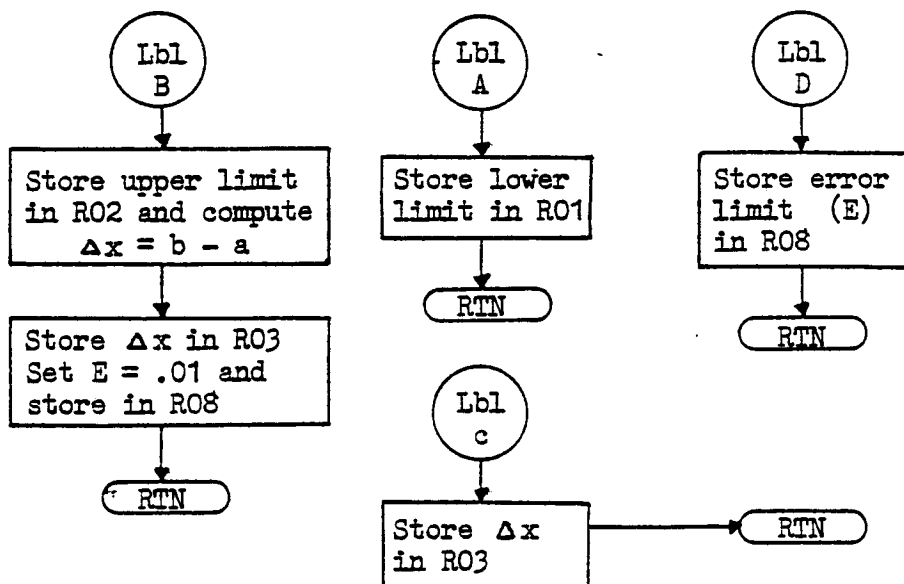 Lbl
B
Store upper limit
in R02 and compute
Δx = b - a
Store Δx in R03
Set E = .01 and
store in R08
RTN
Lbl
A
Store lower
limit in R01
RTN
Lbl
D
Store error
limit (E)
in R08
RTN
Lbl
c
Store Δx
in R03
RTN